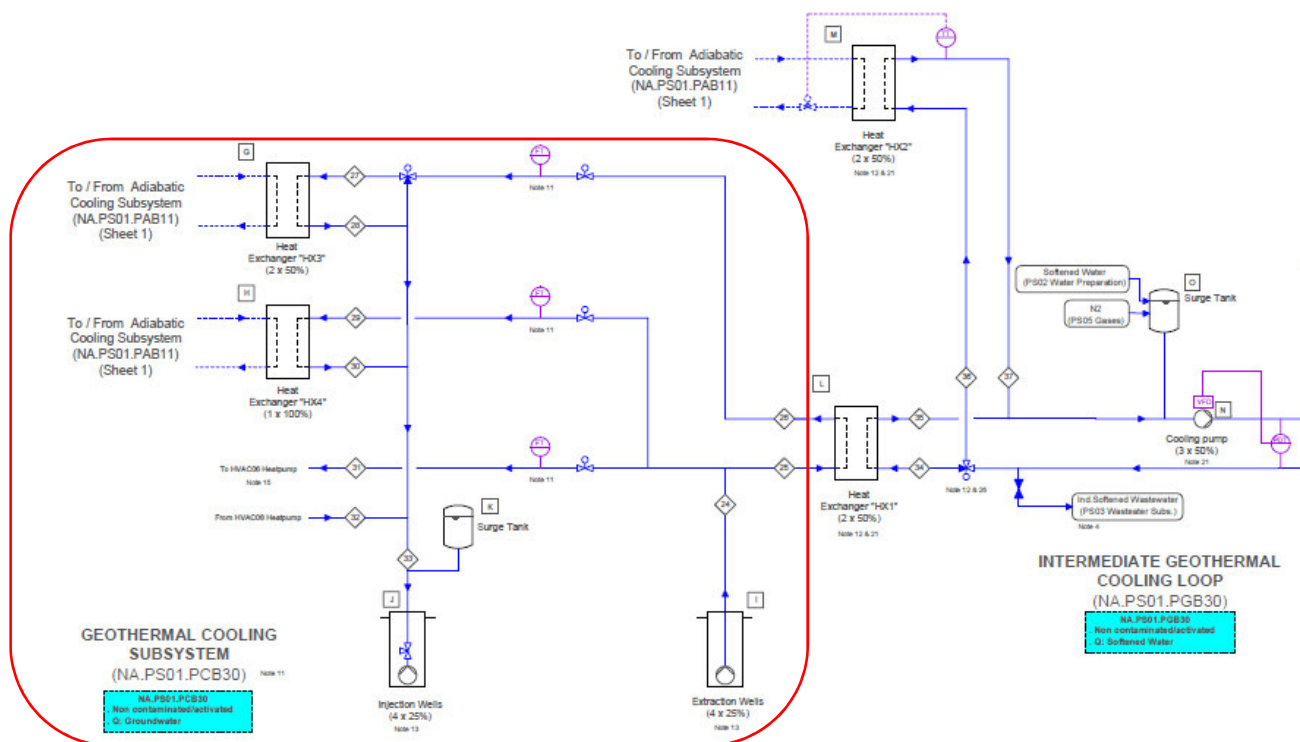 M
TT
To / From Adiabatic
Cooling Subsystem
(NA.PS01.PAB11)
(Sheet 1)
Heat
Exchanger "HX2"
(2 x 50%)
Note 12 & 21
G
FT
27
Note 11
To / From Adiabatic
Cooling Subsystem
(NA.PS01.PAB11)
(Sheet 1)
28
Heat
Exchanger "HX3"
(2 x 50%)
Softened Water
(PS02 Water Preparation)
O
Surge Tank
N2
(PS05 Gases)
H
FT
29
Note 11
To / From Adiabatic
Cooling Subsystem
(NA.PS01.PAB11)
(Sheet 1)
30
36
37
Heat
Exchanger "HX4"
(1 x 100%)
L
VFD
N
26
35
Cooling pump
(3 x 50%)
Note 21
PDT
FT
To HVAC06 Heatpump
31
Note 15
Note 11
25
34
Note 12 & 26
Heat
Exchanger "HX1"
(2 x 50%)
Note 12 & 21
Ind.Softened Wastewater
(PS03 Wasteater Subs.)
Note 4
From HVAC06 Heatpump
32
K
Surge Tank
24
33
INTERMEDIATE GEOTHERMAL
COOLING LOOP
(NA.PS01.PGB30)
NA.PS01.PGB30
. Non contaminated/activated
. Q: Softened Water
J
I
GEOTHERMAL COOLING
SUBSYSTEM
(NA.PS01.PCB30)
Note 11
NA.PS01.PCB30
. Non contaminated/activated
. Q: Groundwater
Injection Wells
(4 x 25%)
Note 13
Extraction Wells
(4 x 25%)
Note 13